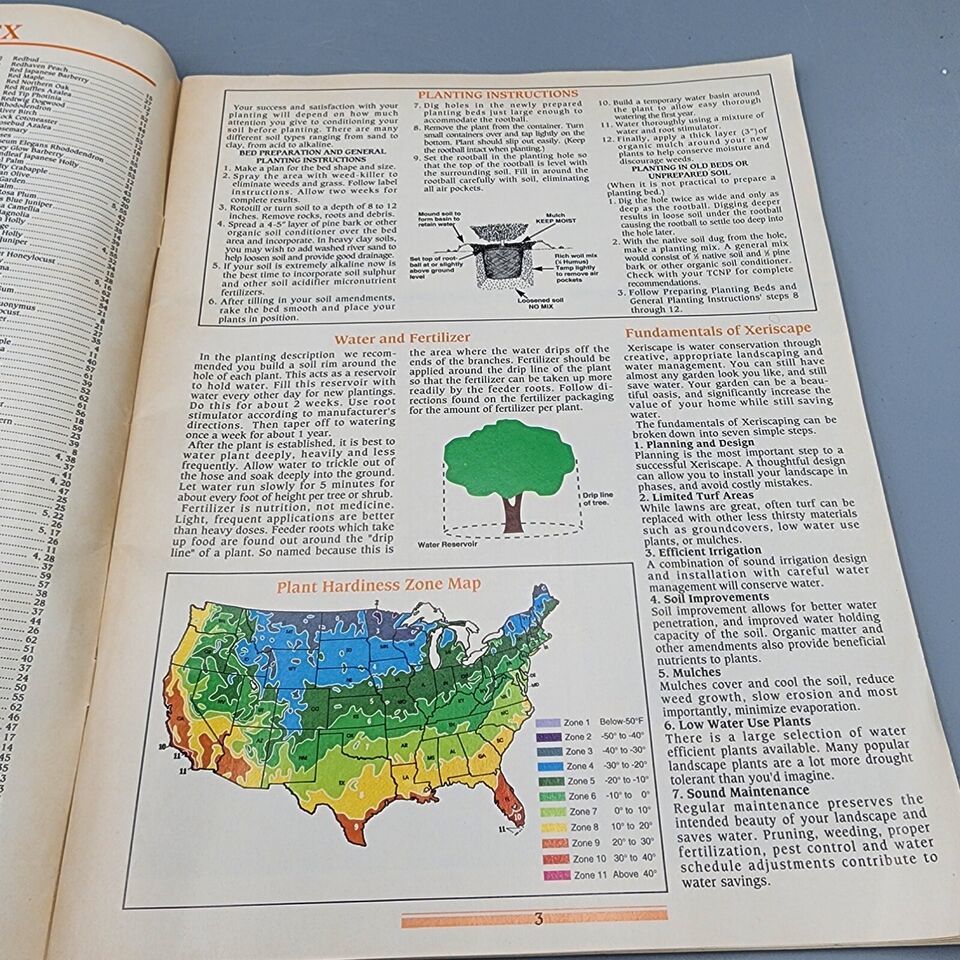 EX
Redbud
Redhaven Peach
Red Japanese Barberry
Red Maple
Red Northern Oak
Red Ruffles Azalea
Red Tip Photinia
Redtwig Dogwood
Rhododendron
River Birch
Rock Cotoneaster
Rosebud Azalea
PLANTING INSTRUCTIONS
Your success and satisfaction with your
planting will depend on how much
attention you give to conditioning your
soil before planting. There are many
different soil types ranging from sand to
clay, from acid to alkaline.
BED PREPARATION AND GENERAL
PLANTING INSTRUCTIONS
1. Make a plan for the bed shape and size.
2. Spray the area with weed-killer to
eliminate weeds and grass. Follow label
instructions. Allow two weeks for
complete results.
3. Rototill or turn soil to a depth of 8 to 12
inches. Remove rocks, roots and debris.
4. Spread a 4-5" layer of pine bark or other
organic soil conditioner over the bed
area and incorporate. In heavy clay soils,
you may wish to add washed river sand to
help loosen soil and provide good drainage.
5. If your soil is extremely alkaline now is
the best time to incorporate soil sulphur
and other soil acidifier micronutrient
fertilizers.
6. After tilling in your soil amendments,
rake the bed smooth and place your
plants in position.
7. Dig holes in the newly prepared
planting beds just large enough to
accommodate the rootball.
8. Remove the plant from the container. Turn
small containers over and tap lightly on the
bottom. Plant should slip out easily. (Keep
the rootball intact when planting.)
9. Set the rootball in the planting hole so
that the top of the rootball is level with
the surrounding soil. Fill in around the
rootball carefully with soil, eliminating
all air pockets.
Mound soil to
form basin to
retain water
Mulch
KEEP MOIST
Set top of root-
ball at or slightly
above ground
level
Rich woll mix
(¼ Humus)
Tamp lightly
to remove air
pockets
Loosened soil
NO MIX
10. Build a temporary water basin around
the plant to allow easy thorough
watering the first year.
11. Water thoroughly using a mixture of
water and root stimulator.
12. Finally, apply a thick layer (3")of
organic mulch around your new
plants to help conserve moisture and
discourage weeds.
PLANTING IN OLD BEDS OR
UNPREPARED SOIL
(When it is not practical to prepare a
planting bed.)
1. Dig the hole twice as wide and only as
deep as the rootball. Digging deeper
results in loose soil under the rootball
causing the rootball to settle too deep into
the hole later.
2. With the native soil dug from the hole,
make a planting mix. A general mix
would consist of ½ native soil and ½ pine
bark or other organic soil conditioner.
Check with your TCNP for complete
recommendations.
3. Follow Preparing Planting Beds and
General Planting Instructions' steps 8
through 12.
Water and Fertilizer
In the planting description we recom-
mended you build a soil rim around the
hole of each plant. This acts as a reservoir
to hold water. Fill this reservoir with
water every other day for new plantings.
Do this for about 2 weeks. Use root
stimulator according to manufacturer's
directions. Then taper off to watering
once a week for about 1 year.
After the plant is established, it is best to
water plant deeply, heavily and less
frequently. Allow water to trickle out of
the hose and soak deeply into the ground.
Let water run slowly for 5 minutes for
about every foot of height per tree or shrub.
Fertilizer is nutrition, not medicine.
Light, frequent applications are better
than heavy doses. Feeder roots which take
up food are found out around the "drip
line" of a plant. So named because this is
the area where the water drips off the
ends of the branches. Fertilizer should be
applied around the drip line of the plant
so that the fertilizer can be taken up more
readily by the feeder roots. Follow di-
rections found on the fertilizer packaging
for the amount of fertilizer per plant.
Drip line
of tree.
Water Reservoir
Fundamentals of Xeriscape
Xeriscape is water conservation through
creative, appropriate landscaping and
water management. You can still have
almost any garden look you like, and still
save water. Your garden can be a beau-
tiful oasis, and significantly increase the
value of your home while still saving
water.
The fundamentals of Xeriscaping can be
broken down into seven simple steps.
1. Planning and Design
Planning is the most important step to a
successful Xeriscape. A thoughtful design
can allow you to install your landscape in
phases, and avoid costly mistakes.
2. Limited Turf Areas
While lawns are great, often turf can be
replaced with other less thirsty materials
such as groundcovers, low water use
plants, or mulches.
3. Efficient Irrigation
A combination of sound irrigation design
and installation with careful water
management will conserve water.
4. Soil Improvements
Soil improvement allows for better water
penetration, and improved water holding
capacity of the soil. Organic matter and
other amendments also provide beneficial
nutrients to plants.
5. Mulches
Mulches cover and cool the soil, reduce
weed growth, slow erosion and most
importantly, minimize evaporation.
6. Low Water Use Plants
There is a large selection of water
efficient plants available. Many popular
landscape plants are a lot more drought
tolerant than you'd imagine.
7. Sound Maintenance
Regular maintenance preserves the
intended beauty of your landscape and
saves water. Pruning, weeding, proper
fertilization, pest control and water
schedule adjustments contribute to
water savings.
Plant Hardiness Zone Map
Zone 1 Below-50°F
Zone 2 -50° to -40°
Zone 3 -40° to -30°
Zone 4 -30° to -20°
Zone 5 -20° to -10°
Zone 6 -10° to 0°
Zone 7 0° to 10°
Zone 8 10° to 20°
Zone 9 20° to 30°
Zone 10 30° to 40°
Zone 11 Above 40°
3